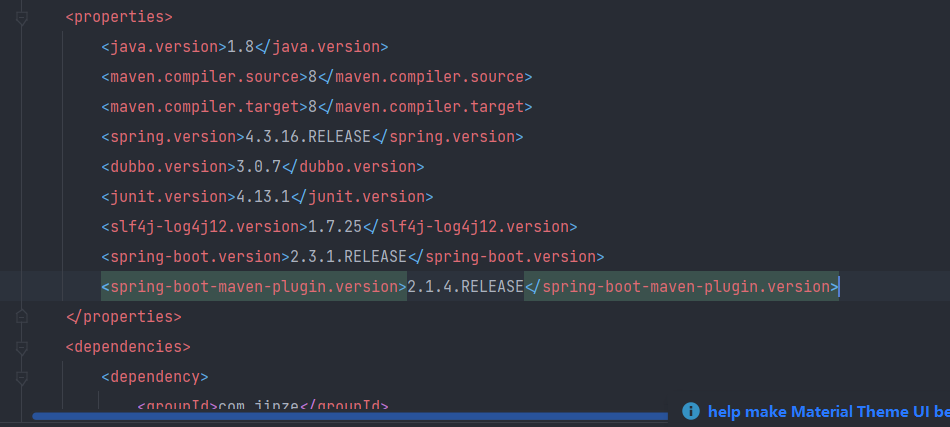 <properties>
<java.version>1.8</java.version>
<maven.compiler.source>8</maven.compiler.source>
<maven.compiler.target>8</maven.compiler.target>
<spring.version>4.3.16.RELEASE</spring.version>
<dubbo.version>3.0.7</dubbo.version>
<junit.version>4.13.1</junit.version>
<slf4j-log4j12.version>1.7.25</slf4j-log4j12.version>
<spring-boot.version>2.3.1.RELEASE</spring-boot.version>
<spring-boot-maven-plugin.version>2.1.4.RELEASE</spring-boot-maven-plugin.version>
</properties>
<dependencies>
<dependency>
<groupId>com.jinze</groupId>
help make Material Theme UI be